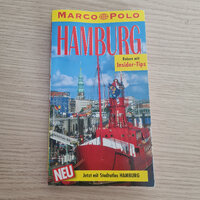 MARCO POLO
HAMBURG
Reisen mit
Insider-Tips
NEU
Jetzt mit Stadtatlas HAMBURG